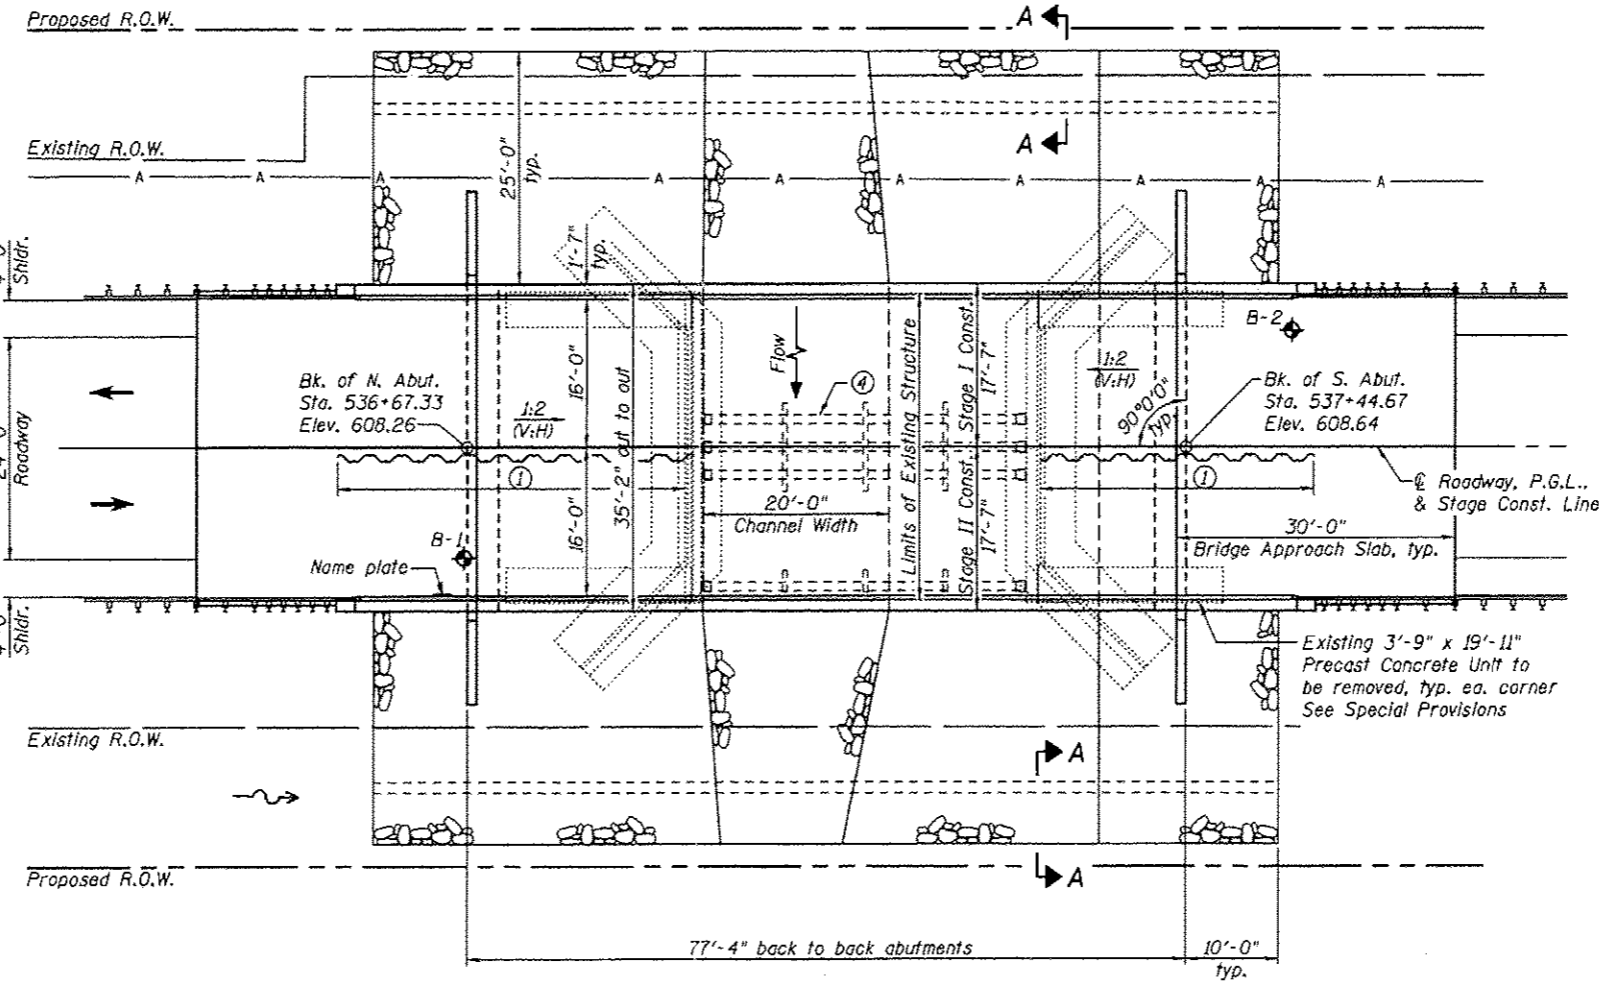 Proposed R.O.W.
A
Existing R.O.W.
A
A A A A A A A A A A
25'-0"
typ.
Shldr.
1'-7"
typ.
B-2
Flow
16'-0"
35'-2" out to out
Limits of Existing Structure
Stage I Const.
17'-7"
4
1:2
(V:H)
90°0'0"
typ.
Bk. of N. Abut.
Sta. 536+67.33
Elev. 608.26
1:2
(V:H)
Bk. of S. Abut.
Sta. 537+44.67
Elev. 608.64
Roadway
1
1
℄ Roadway, P.G.L.,
& Stage Const. Line
20'-0"
Channel Width
16'-0"
Stage II Const.
17'-7"
30'-0"
Bridge Approach Slab, typ.
B-1
Name plate
Shldr.
Existing 3'-9" x 19'-11"
Precast Concrete Unit to
be removed, typ. ea. corner
See Special Provisions
Existing R.O.W.
A
Proposed R.O.W.
A
77'-4" back to back abutments
10'-0"
typ.